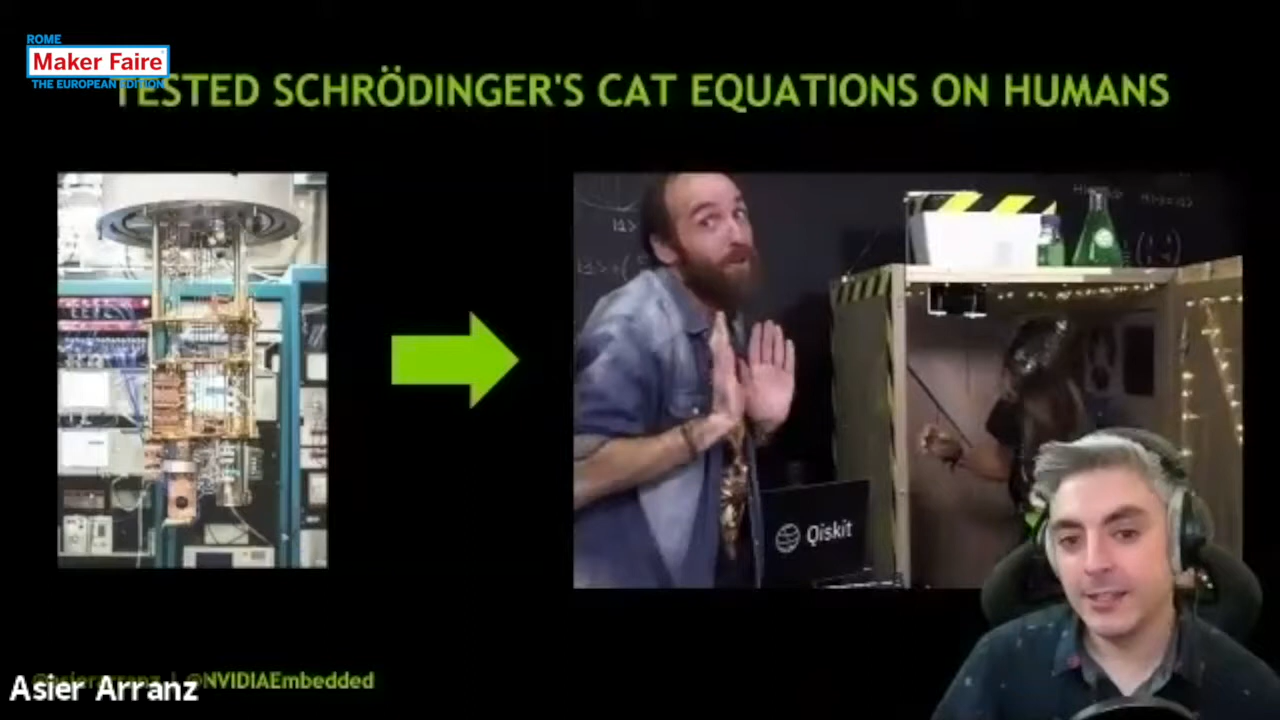 ROME
Maker Faire
THE EUROPEAN EDITION
TESTED SCHRÖDINGER'S CAT EQUATIONS ON HUMANS
Qiskit
Asier Arranz
@NVIDIAEmbedded